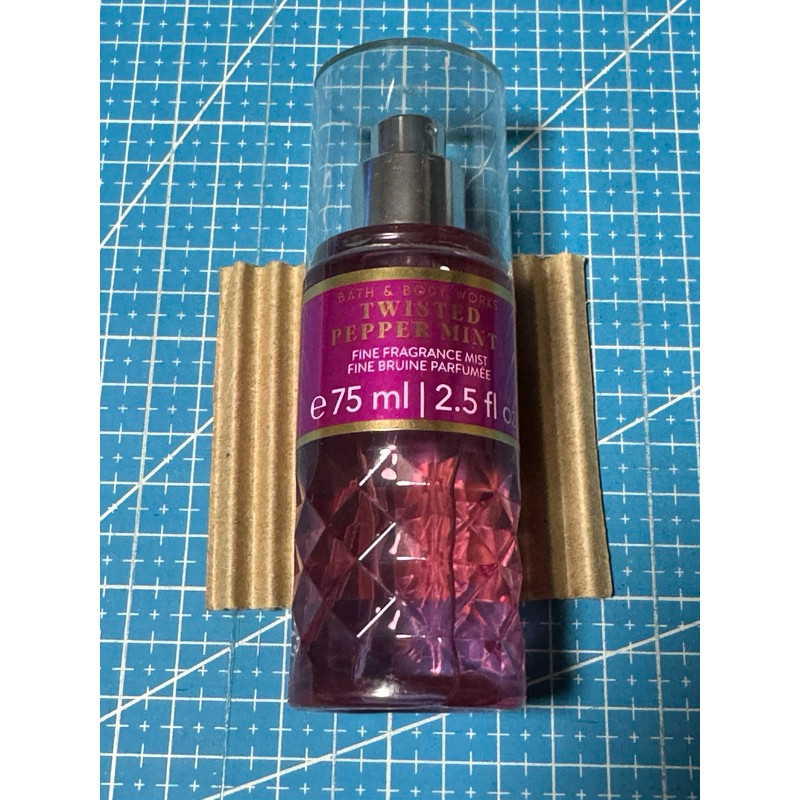 BATH & BODY WORKS
TWISTED
PEPPERMINT
FINE FRAGRANCE MIST
FINE BRUINE PARFUMÉE
℮ 75 ml | 2.5 fl oz